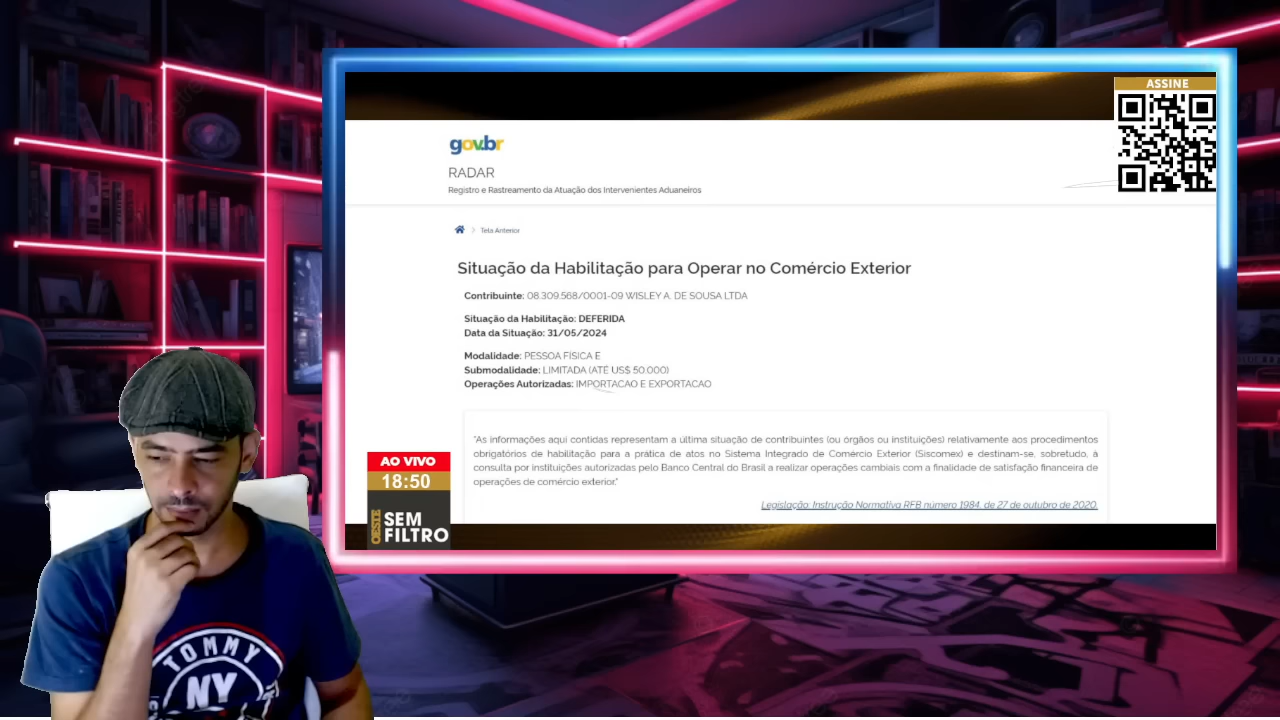 ASSINE
gov.br
RADAR
Registro e Rastreamento da Atuação dos Intervenientes Aduaneiros
Tela Anterior
Situação da Habilitação para Operar no Comércio Exterior
Contribuinte: 08.309.568/0001-09 WISLEY A. DE SOUSA LTDA
Situação da Habilitação: DEFERIDA
Data da Situação: 31/05/2024
Modalidade: PESSOA FÍSICA E
Submodalidade: LIMITADA (ATÉ US$ 50.000)
Operações Autorizadas: IMPORTACAO E EXPORTACAO
"As informações aqui contidas representam a última situação de contribuintes (ou órgãos ou instituições) relativamente aos procedimentos
obrigatórios de habilitação para a prática de atos no Sistema Integrado de Comercio Exterior (Siscomex) e destinam-se, sobretudo, à
consulta por instituições autorizadas pelo Banco Central do Brasil a realizar operações cambiais com a finalidade de satisfação financeira de
operações de comércio exterior."
Legislação: Instrução Normativa RFB número 1984, de 27 de outubro de 2020.
AO VIVO
18:50
OESTE
SEM
FILTRO
TOMMY
NY